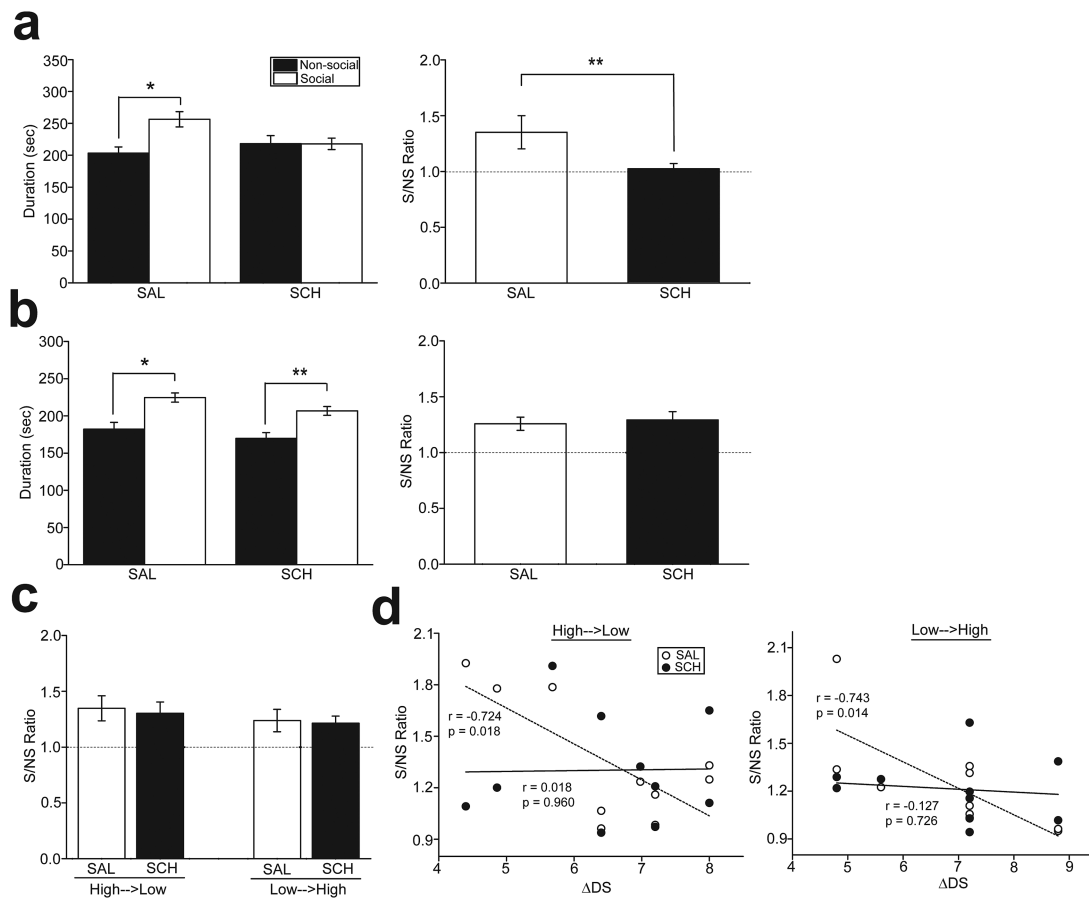 a
350
300
250
200
150
100
50
0
Duration (sec)
Non-social
Social
*
SAL
SCH
2.0
1.5
1.0
0.5
0.0
S/NS Ratio
**
SAL
SCH
b
300
250
200
150
100
50
0
Duration (sec)
*
**
SAL
SCH
2.0
1.5
1.0
0.5
0.0
S/NS Ratio
SAL
SCH
c
2.0
1.5
1.0
0.5
0.0
S/NS Ratio
SAL SCH SAL SCH
High-->Low Low-->High
d
High-->Low
2.1
1.8
1.5
1.2
0.9
S/NS Ratio
SAL
SCH
r = -0.724
p = 0.018
r = 0.018
p = 0.960
4 5 6 7 8
ΔDS
Low-->High
2.1
1.8
1.5
1.2
0.9
S/NS Ratio
r = -0.743
p = 0.014
r = -0.127
p = 0.726
4 5 6 7 8 9
ΔDS